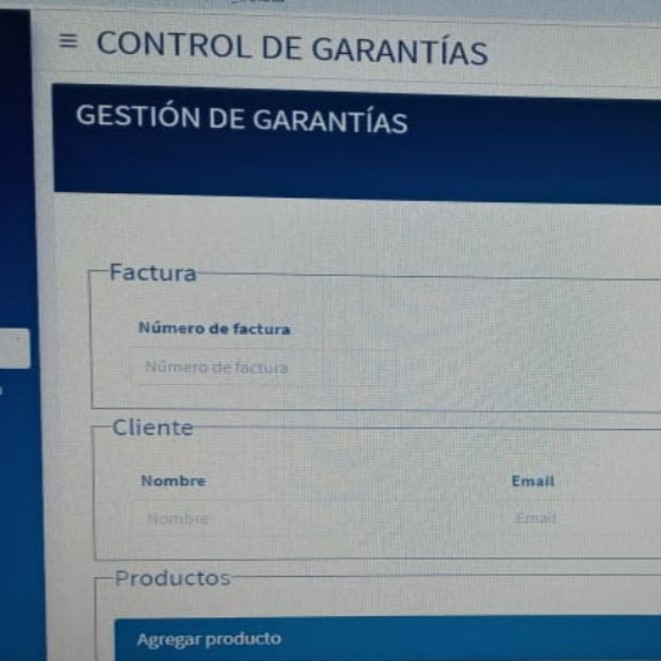 CONTROL DE GARANTÍAS
GESTIÓN DE GARANTÍAS
Factura
Número de factura
Número de factura
Cliente
Nombre Email
Nombre Email
Productos
Agregar producto